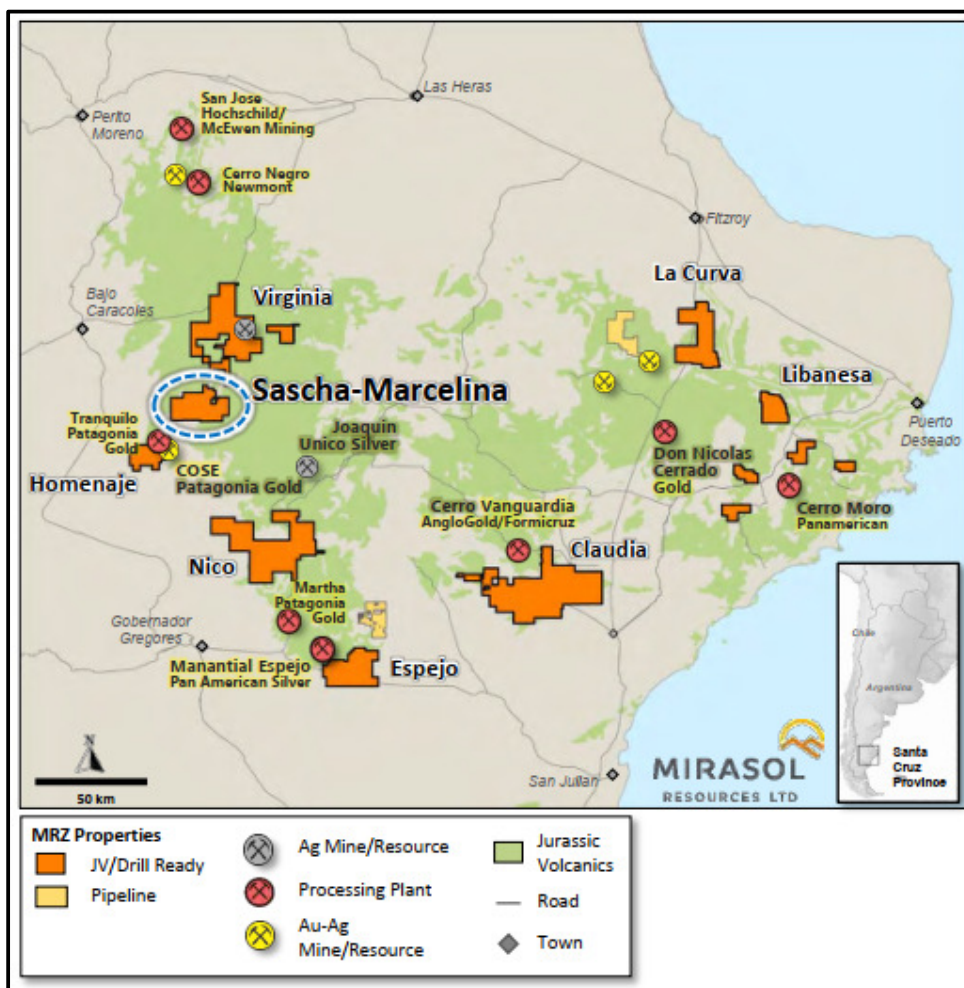 Las Heras
Perito
Moreno
San Jose
Hochschild/
McEwen Mining
Cerro Negro
Newmont
Fitzroy
La Curva
Bajo
Caracoles
Virginia
Sascha-Marcelina
Libanesa
Puerto
Deseado
Tranquilo
Patagonia
Gold
Joaquin
Unico Silver
Homenaje
COSE
Patagonia Gold
Don Nicolas
Cerrado
Gold
Cerro Moro
Panamerican
Cerro Vanguardia
AngloGold/Formicruz
Nico
Claudia
Martha
Patagonia
Gold
Gobernador
Gregores
Manantial Espejo
Pan American Silver
Espejo
Chile
Argentina
Santa
Cruz
Province
N
50 km
San Julian
MIRASOL
RESOURCES LTD
MRZ Properties
JV/Drill Ready
Pipeline
Ag Mine/Resource
Processing Plant
Au-Ag
Mine/Resource
Jurassic
Volcanics
Road
Town